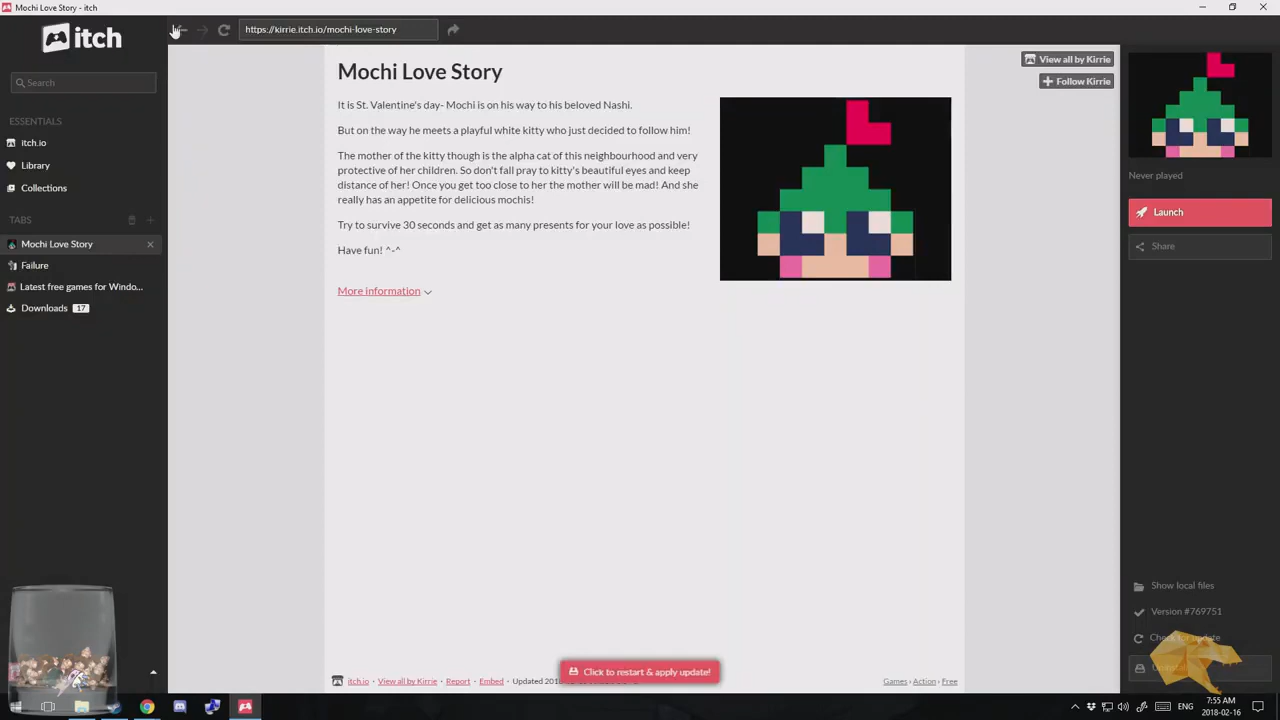 Mochi Love Story - itch
itch
https://kirrie.itch.io/mochi-love-story
Search
ESSENTIALS
itch.io
Library
Collections
TABS
Mochi Love Story
Failure
Latest free games for Windo...
Downloads 17
Mochi Love Story
It is St. Valentine's day- Mochi is on his way to his beloved Nashi.
But on the way he meets a playful white kitty who just decided to follow him!
The mother of the kitty though is the alpha cat of this neighbourhood and very
protective of her children. So don't fall pray to kitty's beautiful eyes and keep
distance of her! Once you get too close to her the mother will be mad! And she
really has an appetite for delicious mochis!
Try to survive 30 seconds and get as many presents for your love as possible!
Have fun! ^-^
More information
View all by Kirrie
Follow Kirrie
Never played
Launch
Share
Show local files
Version #769751
Check for update
Click to restart & apply update!
itch.io · View all by Kirrie · Report · Embed · Updated
Games › Action › Free
ENG
7:55 AM
2018-02-16